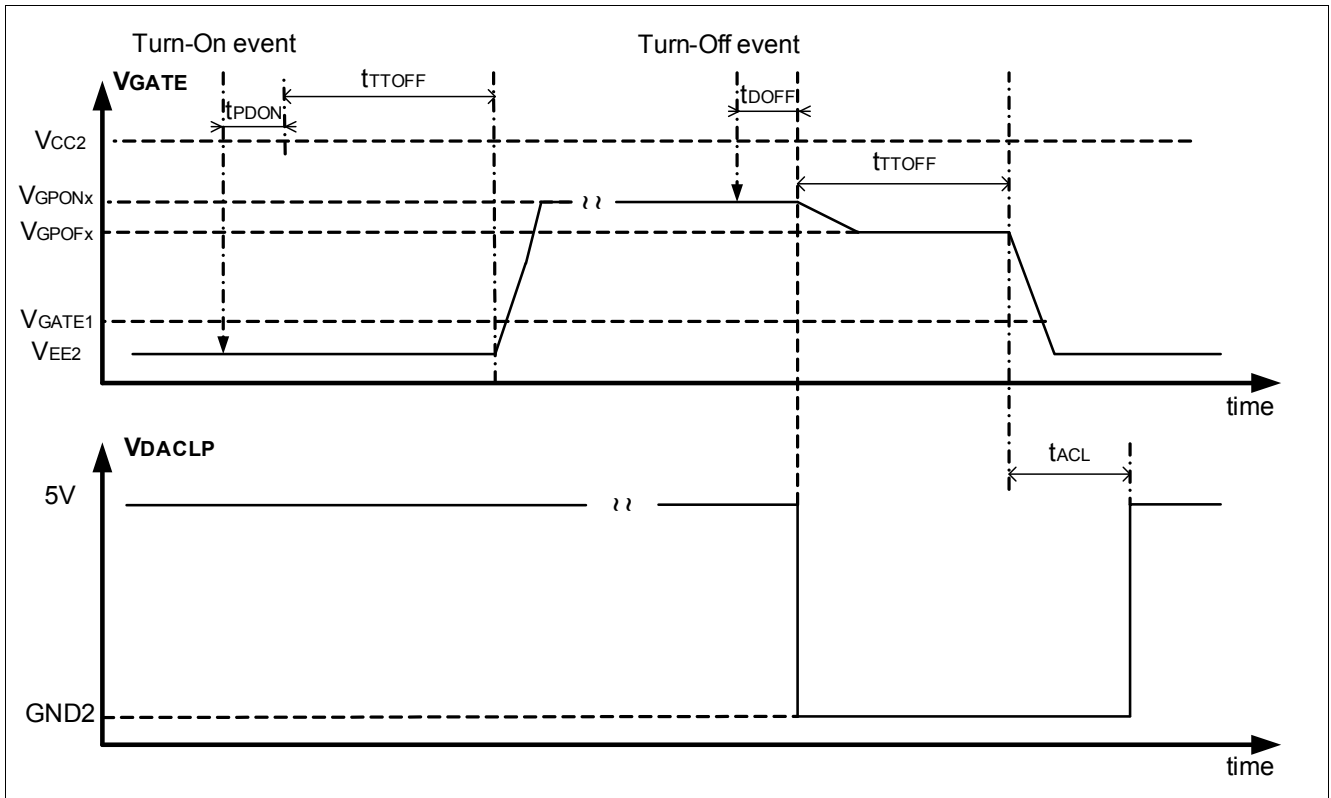 Turn-On event
Turn-Off event
VGATE
tTTOFF
tPDON
tDOFF
VCC2
tTTOFF
VGPONx
≀≀
VGPOFx
VGATE1
VEE2
time
VDACLP
tACL
5V
≀≀
GND2
time